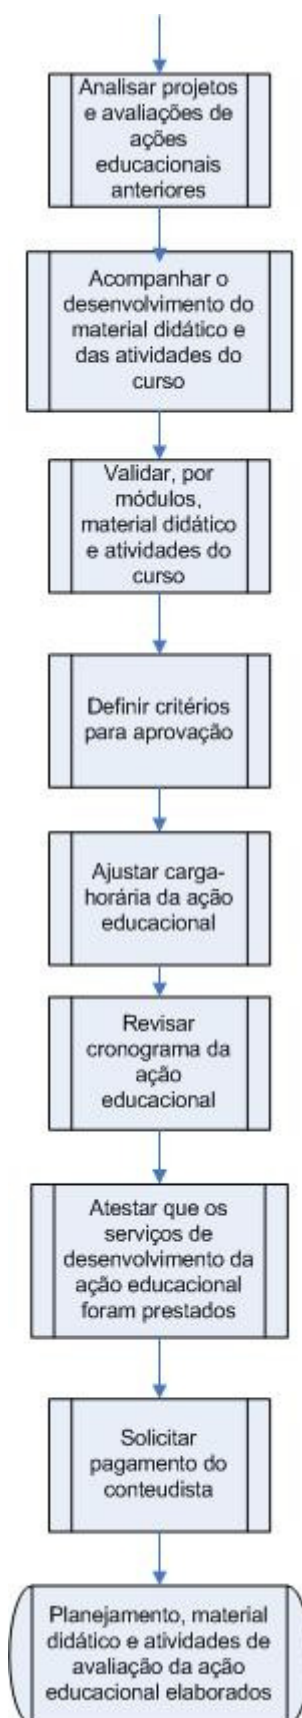 Analisar projetos
e avaliações de
ações
educacionais
anteriores
Acompanhar o
desenvolvimento do
material didático e
das atividades do
curso
Validar, por
módulos,
material didático
e atividades do
curso
Definir critérios
para aprovação
Ajustar carga-
horária da ação
educacional
Revisar
cronograma da
ação
educacional
Atestar que os
serviços de
desenvolvimento da
ação educacional
foram prestados
Solicitar
pagamento do
conteudista
Planejamento, material
didático e atividades de
avaliação da ação
educacional elaborados